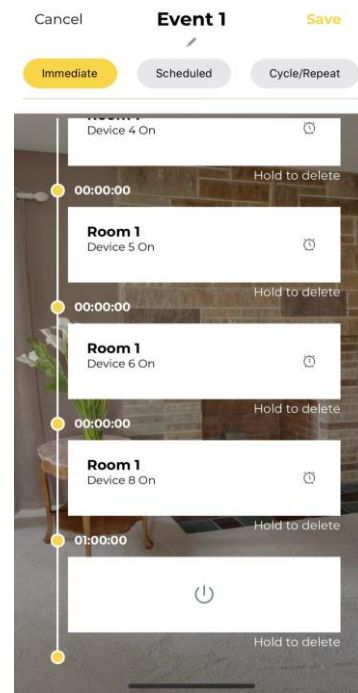 Cancel
Event 1
Save
Immediate
Scheduled
Cycle/Repeat
Room 1
Device 4 On
Hold to delete
00:00:00
Room 1
Device 5 On
Hold to delete
00:00:00
Room 1
Device 6 On
Hold to delete
00:00:00
Room 1
Device 8 On
Hold to delete
01:00:00
Hold to delete